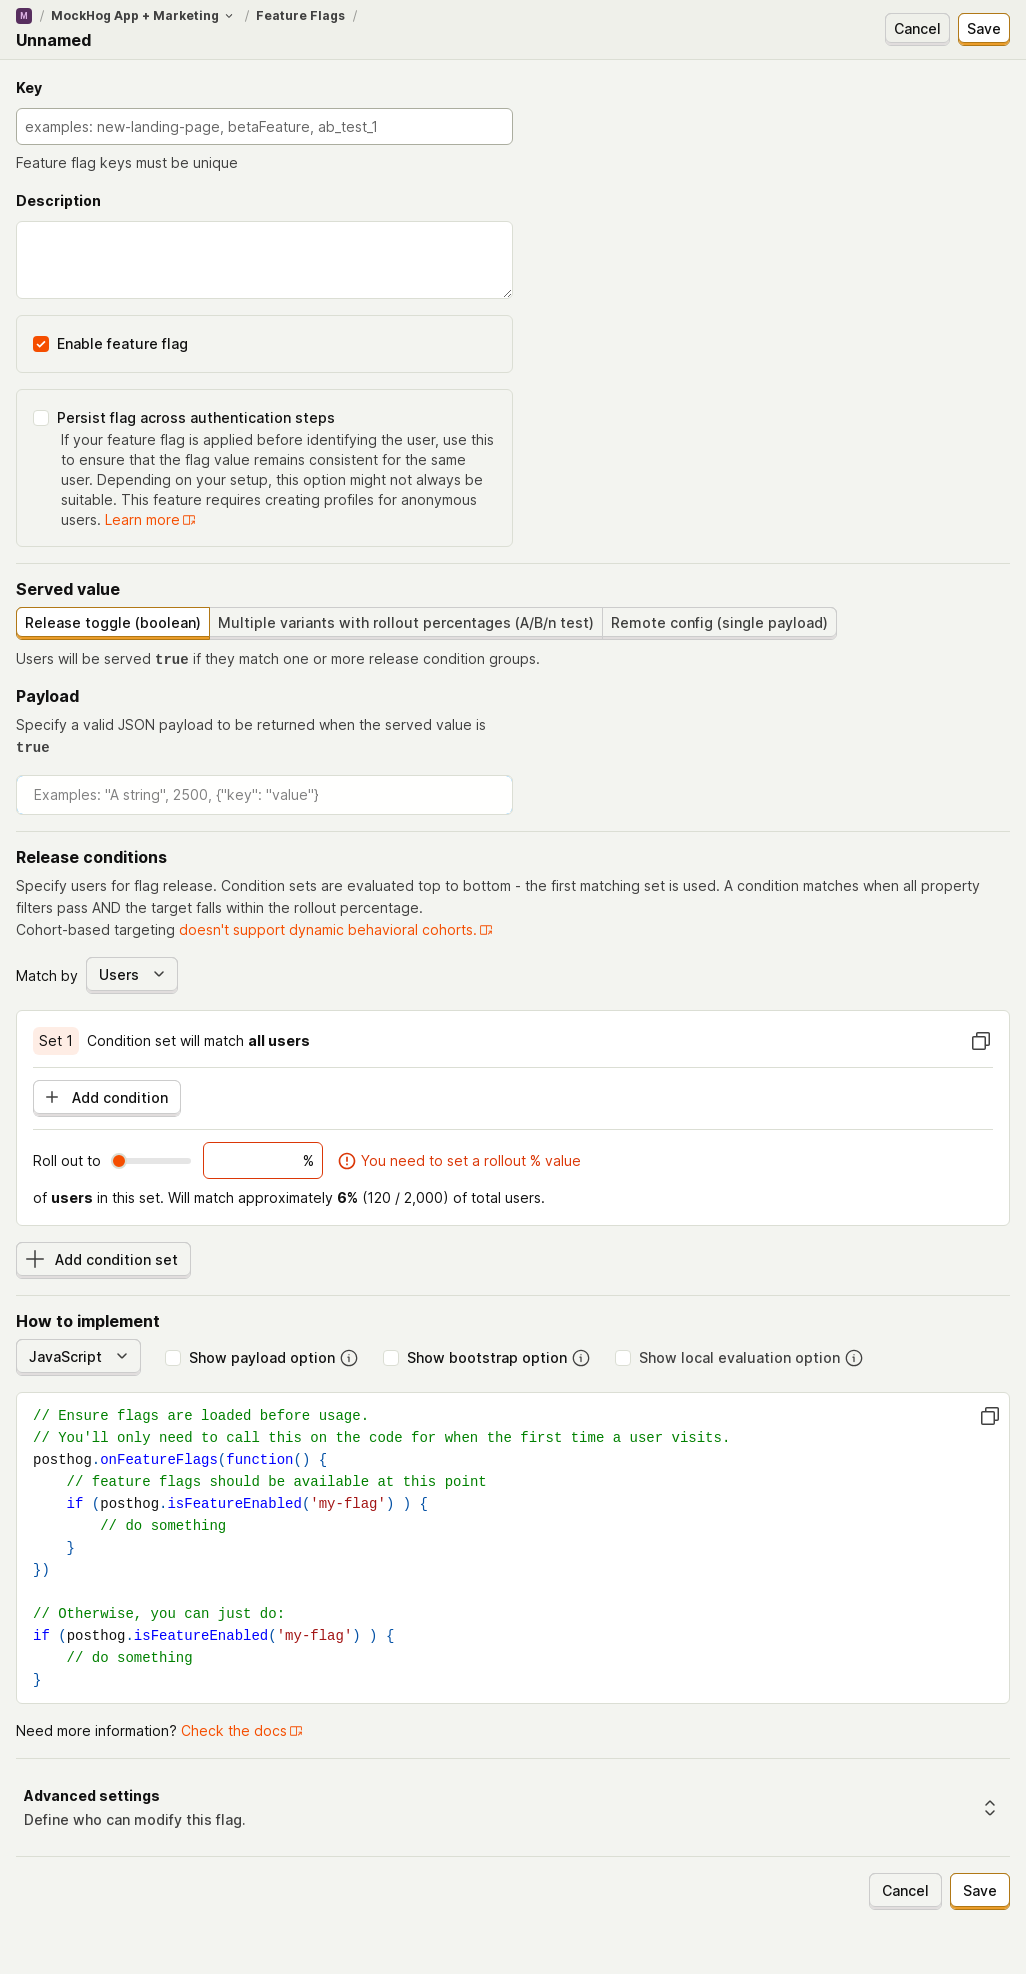 M / MockHog App + Marketing / Feature Flags /
Unnamed
Cancel
Save
Key
examples: new-landing-page, betaFeature, ab_test_1
Feature flag keys must be unique
Description
Enable feature flag
Persist flag across authentication steps
If your feature flag is applied before identifying the user, use this
to ensure that the flag value remains consistent for the same
user. Depending on your setup, this option might not always be
suitable. This feature requires creating profiles for anonymous
users. Learn more
Served value
Release toggle (boolean) Multiple variants with rollout percentages (A/B/n test) Remote config (single payload)
Users will be served true if they match one or more release condition groups.
Payload
Specify a valid JSON payload to be returned when the served value is
true
Examples: "A string", 2500, {"key": "value"}
Release conditions
Specify users for flag release. Condition sets are evaluated top to bottom - the first matching set is used. A condition matches when all property
filters pass AND the target falls within the rollout percentage.
Cohort-based targeting doesn't support dynamic behavioral cohorts.
Match by Users
Set 1 Condition set will match all users
Add condition
Roll out to % You need to set a rollout % value
of users in this set. Will match approximately 6% (120 / 2,000) of total users.
Add condition set
How to implement
JavaScript Show payload option Show bootstrap option Show local evaluation option
// Ensure flags are loaded before usage.
// You'll only need to call this on the code for when the first time a user visits.
posthog.onFeatureFlags(function() {
    // feature flags should be available at this point
    if (posthog.isFeatureEnabled('my-flag') ) {
        // do something
    }
})
// Otherwise, you can just do:
if (posthog.isFeatureEnabled('my-flag') ) {
    // do something
}
Need more information? Check the docs
Advanced settings
Define who can modify this flag.
Cancel
Save